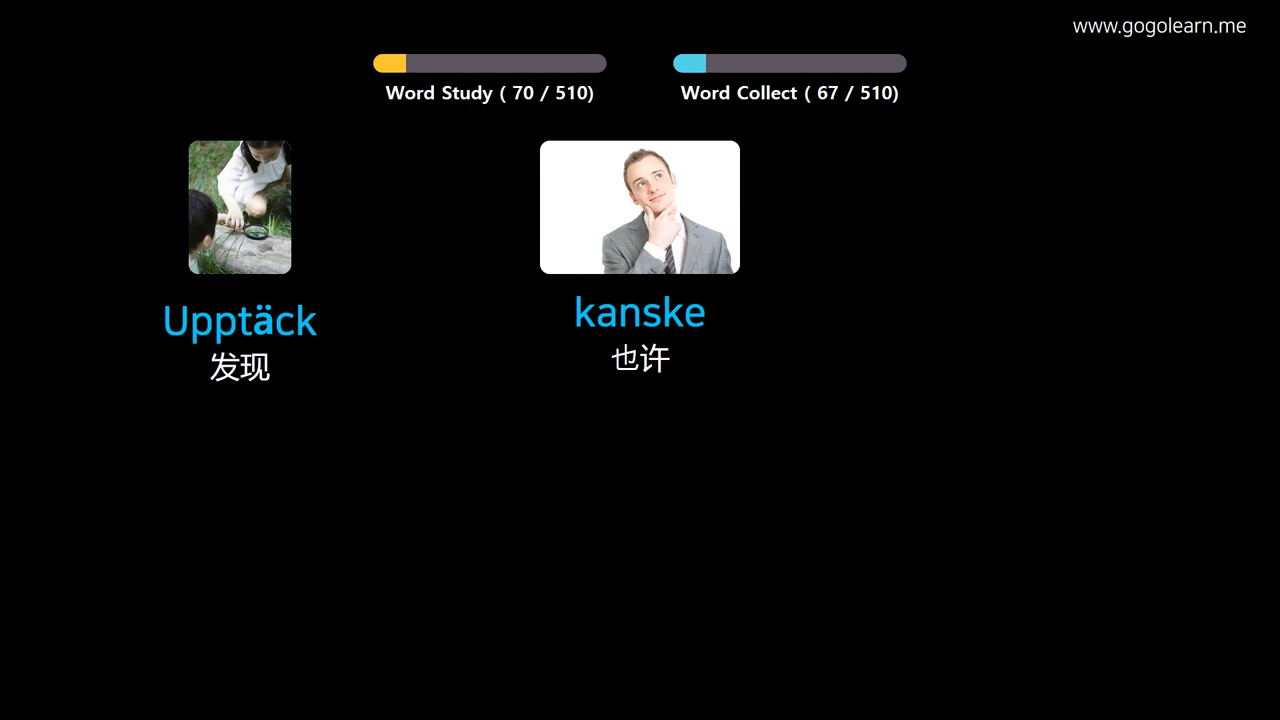 www.gogolearn.me
Word Study ( 70 / 510)
Word Collect ( 67 / 510)
Upptäck
发现
kanske
也许